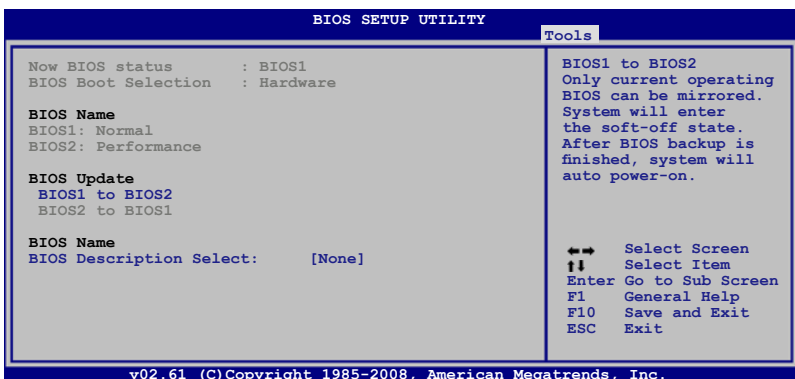 BIOS SETUP UTILITY
Tools
Now BIOS status : BIOS1
BIOS Boot Selection : Hardware
BIOS Name
BIOS1: Normal
BIOS2: Performance
BIOS Update
BIOS1 to BIOS2
BIOS2 to BIOS1
BIOS Name
BIOS Description Select: [None]
BIOS1 to BIOS2
Only current operating
BIOS can be mirrored.
System will enter
the soft-off state.
After BIOS backup is
finished, system will
auto power-on.
←→ Select Screen
↑↓ Select Item
Enter Go to Sub Screen
F1 General Help
F10 Save and Exit
ESC Exit
v02.61 (C)Copyright 1985-2008, American Megatrends, Inc.